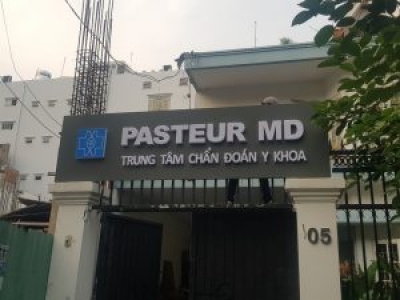 PASTEUR MD
TRUNG TÂM CHẨN ĐOÁN Y KHOA
05